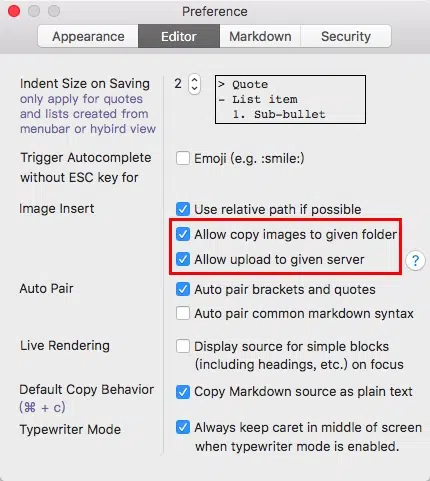 Preference
Appearance Editor Markdown Security
Indent Size on Saving
only apply for quotes
and lists created from
menubar or hybird view
2
> Quote
- List item
1. Sub-bullet
Trigger Autocomplete
without ESC key for
Emoji (e.g. :smile:)
Image Insert
Use relative path if possible
Allow copy images to given folder
Allow upload to given server
?
Auto Pair
Auto pair brackets and quotes
Auto pair common markdown syntax
Live Rendering
Display source for simple blocks
(including headings, etc.) on focus
Default Copy Behavior
(⌘ + c)
Copy Markdown source as plain text
Typewriter Mode
Always keep caret in middle of screen
when typewriter mode is enabled.